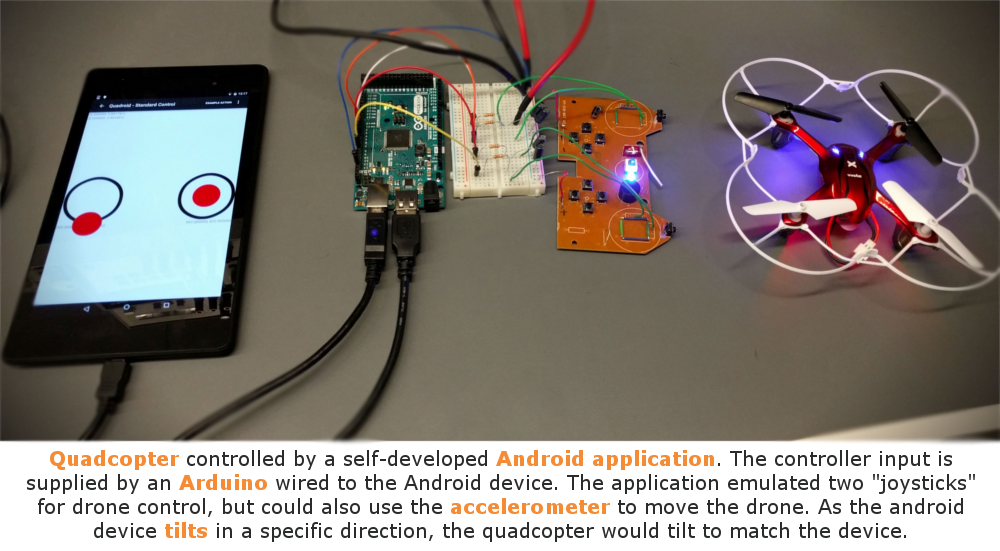 Quadroid - Standard Control
EXAMPLE ACTION
Quadcopter controlled by a self-developed Android application. The controller input is
supplied by an Arduino wired to the Android device. The application emulated two "joysticks"
for drone control, but could also use the accelerometer to move the drone. As the android
device tilts in a specific direction, the quadcopter would tilt to match the device.